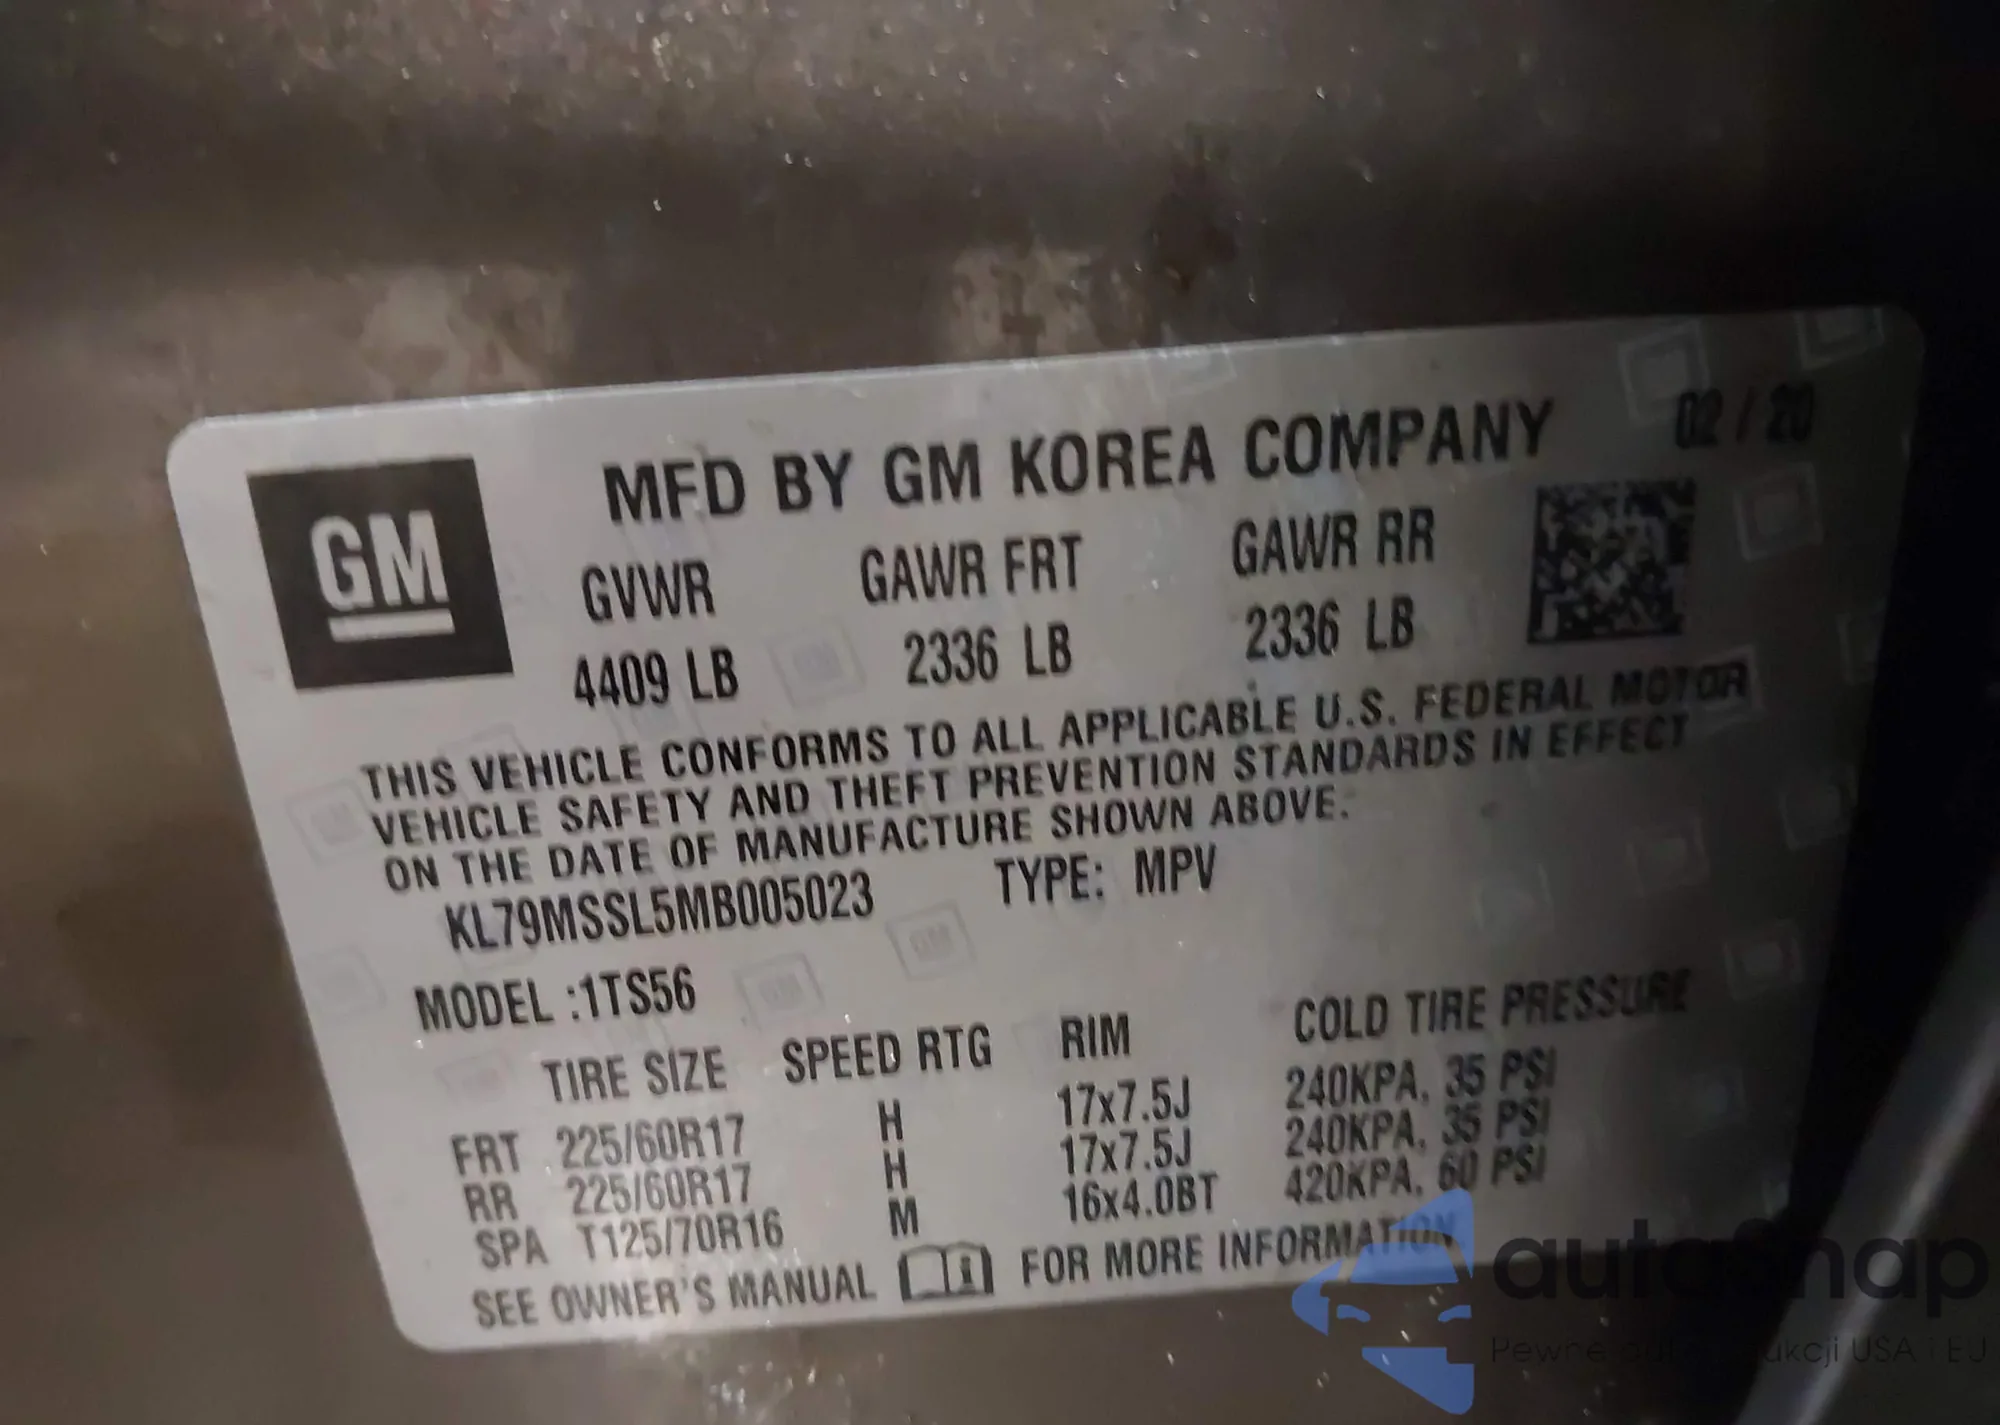 MFD BY GM KOREA COMPANY 02 / 20
GM
GVWR GAWR FRT GAWR RR
4409 LB 2336 LB 2336 LB
THIS VEHICLE CONFORMS TO ALL APPLICABLE U.S. FEDERAL MOTOR
VEHICLE SAFETY AND THEFT PREVENTION STANDARDS IN EFFECT
ON THE DATE OF MANUFACTURE SHOWN ABOVE.
KL79MSSL5MB005023 TYPE: MPV
MODEL :1TS56
TIRE SIZE SPEED RTG RIM COLD TIRE PRESSURE
FRT 225/60R17 H 17x7.5J 240KPA, 35 PSI
RR 225/60R17 H 17x7.5J 240KPA, 35 PSI
SPA T125/70R16 M 16x4.0BT 420KPA, 60 PSI
SEE OWNER'S MANUAL FOR MORE INFORMATION
Pewne USA i EU